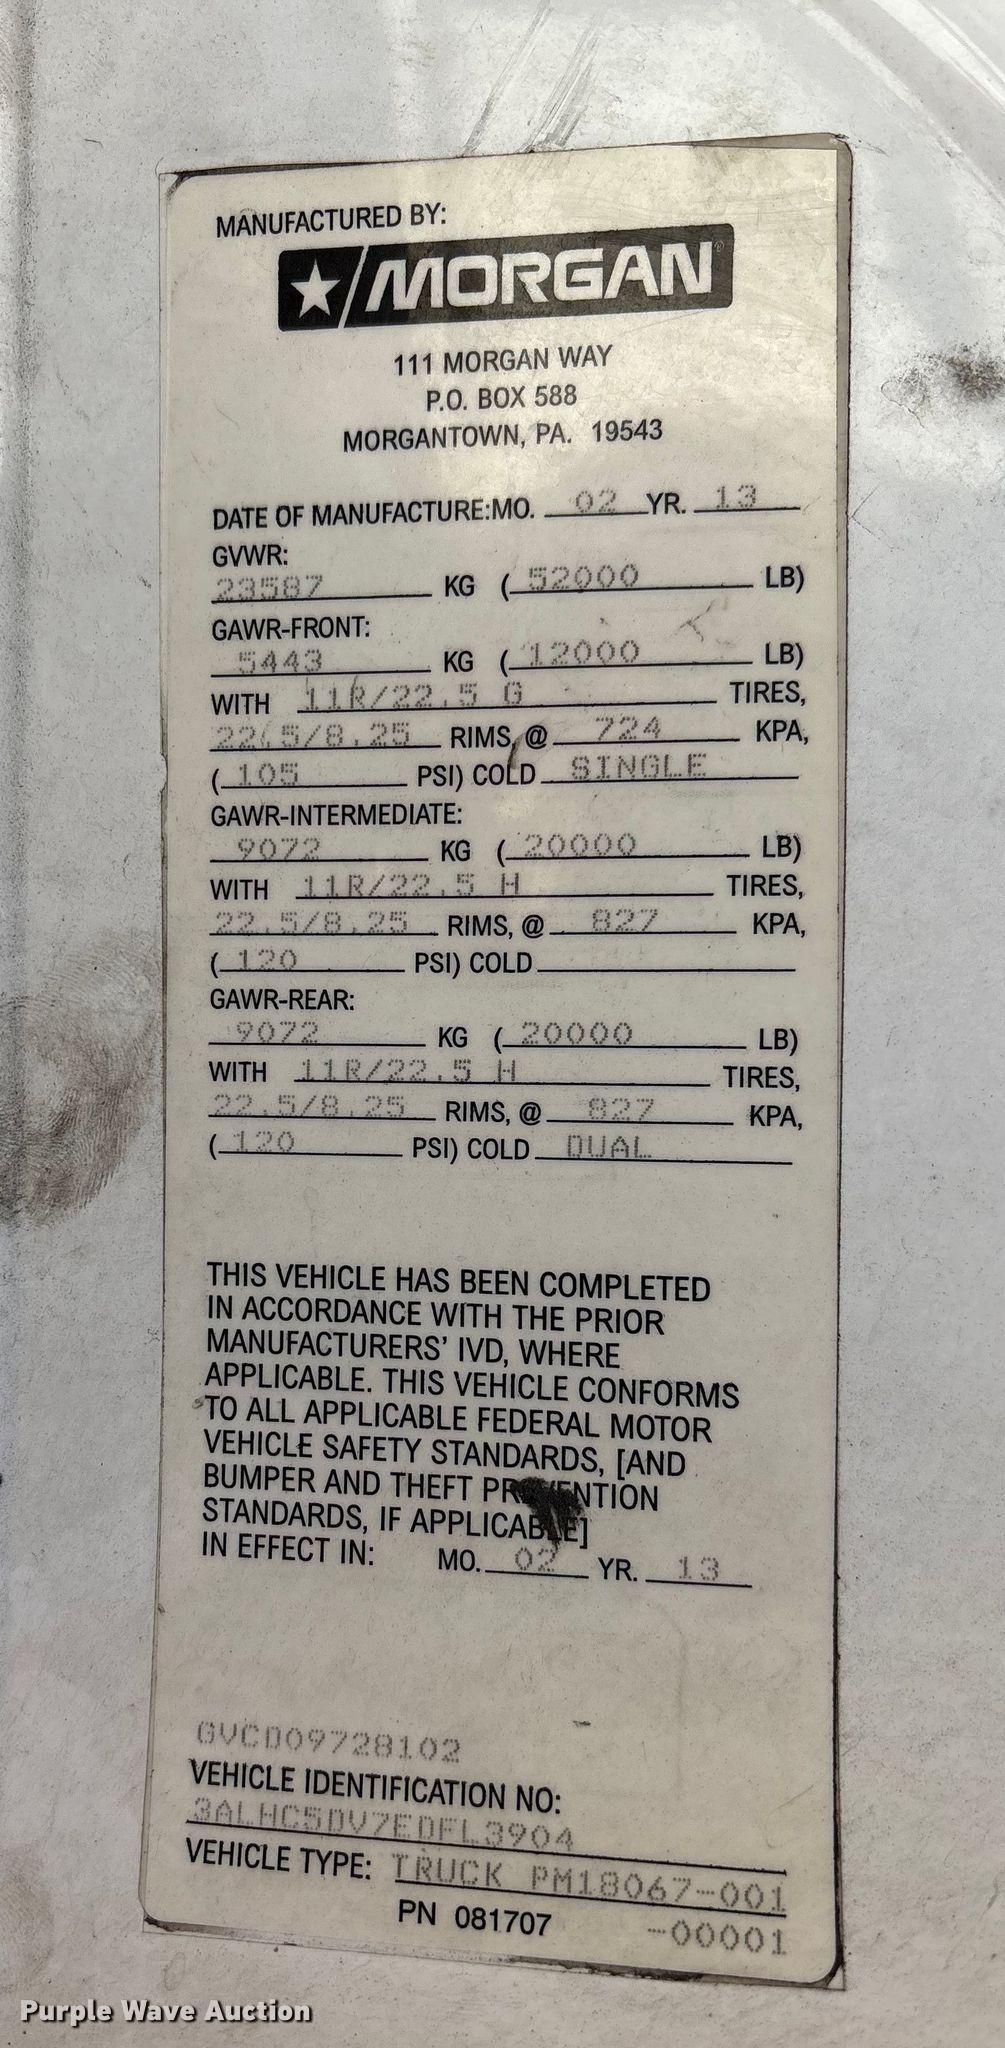 MANUFACTURED BY:
MORGAN®
111 MORGAN WAY
P.O. BOX 588
MORGANTOWN, PA. 19543
DATE OF MANUFACTURE:MO. 02 YR. 13
GVWR:
23587 KG (52000 LB)
GAWR-FRONT:
5443 KG (12000 LB)
WITH 11R/22.5 G TIRES,
22.5/8.25 RIMS, @ 724 KPA,
(105 PSI) COLD SINGLE
GAWR-INTERMEDIATE:
9072 KG (20000 LB)
WITH 11R/22.5 H TIRES,
22.5/8.25 RIMS, @ 827 KPA,
(120 PSI) COLD
GAWR-REAR:
9072 KG (20000 LB)
WITH 11R/22.5 H TIRES,
22.5/8.25 RIMS, @ 827 KPA,
(120 PSI) COLD DUAL
THIS VEHICLE HAS BEEN COMPLETED
IN ACCORDANCE WITH THE PRIOR
MANUFACTURERS' IVD, WHERE
APPLICABLE. THIS VEHICLE CONFORMS
TO ALL APPLICABLE FEDERAL MOTOR
VEHICLE SAFETY STANDARDS, [AND
BUMPER AND THEFT PREVENTION
STANDARDS, IF APPLICABLE]
IN EFFECT IN: MO. 02 YR. 13
GVCD09728102
VEHICLE IDENTIFICATION NO:
3ALHC5DV7EDFL3904
VEHICLE TYPE: TRUCK PM18067-001
PN 081707 -00001
Purple Wave Auction